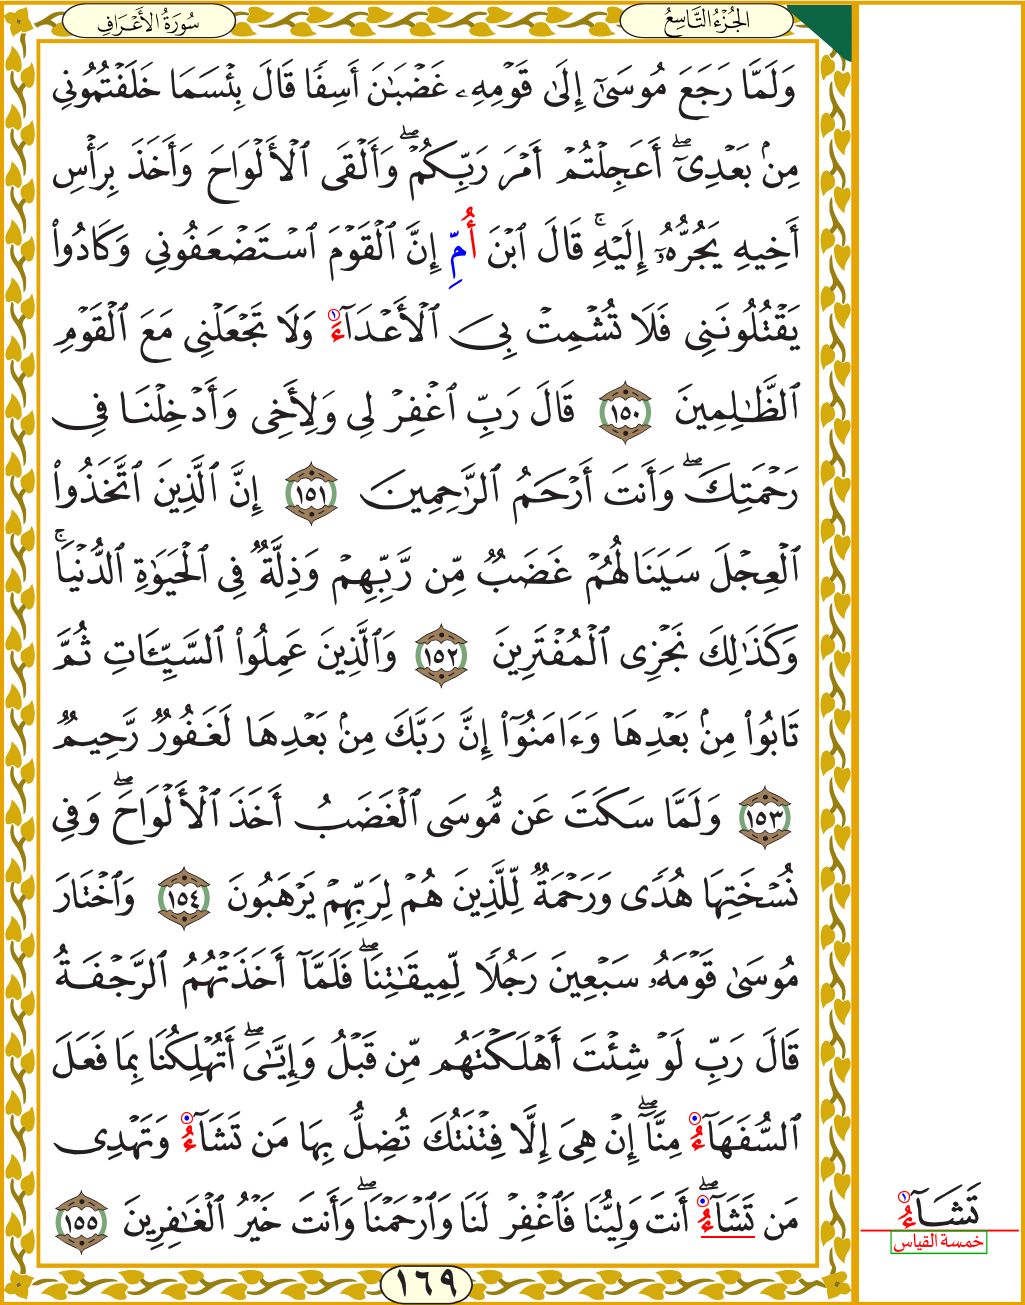 الجُزْءُ التَّاسِعُ
سُورَةُ الأَعْرَافِ
وَلَمَّا رَجَعَ مُوسَىٰٓ إِلَىٰ قَوْمِهِۦ غَضْبَٰنَ أَسِفًا قَالَ بِئْسَمَا خَلَفْتُمُونِي
مِنۢ بَعْدِيٓۖ أَعَجِلْتُمْ أَمْرَ رَبِّكُمْۖ وَأَلْقَى ٱلْأَلْوَاحَ وَأَخَذَ بِرَأْسِ
أَخِيهِ يَجُرُّهُۥٓ إِلَيْهِۚ قَالَ ٱبْنَ أُمِّ إِنَّ ٱلْقَوْمَ ٱسْتَضْعَفُونِي وَكَادُوا۟
يَقْتُلُونَنِي فَلَا تُشْمِتْ بِيَ ٱلْأَعْدَآءَ١ وَلَا تَجْعَلْنِي مَعَ ٱلْقَوْمِ
ٱلظَّٰلِمِينَ ١٥٠ قَالَ رَبِّ ٱغْفِرْ لِي وَلِأَخِي وَأَدْخِلْنَا فِي
رَحْمَتِكَۖ وَأَنتَ أَرْحَمُ ٱلرَّٰحِمِينَ ١٥١ إِنَّ ٱلَّذِينَ ٱتَّخَذُوا۟
ٱلْعِجْلَ سَيَنَالُهُمْ غَضَبٌ مِّن رَّبِّهِمْ وَذِلَّةٌ فِي ٱلْحَيَوٰةِ ٱلدُّنْيَاۚ
وَكَذَٰلِكَ نَجْزِي ٱلْمُفْتَرِينَ ١٥٢ وَٱلَّذِينَ عَمِلُوا۟ ٱلسَّيِّـَٔاتِ ثُمَّ
تَابُوا۟ مِنۢ بَعْدِهَا وَءَامَنُوٓا۟ إِنَّ رَبَّكَ مِنۢ بَعْدِهَا لَغَفُورٌ رَّحِيمٌ
١٥٣ وَلَمَّا سَكَتَ عَن مُّوسَى ٱلْغَضَبُ أَخَذَ ٱلْأَلْوَاحَۖ وَفِي
نُسْخَتِهَا هُدًى وَرَحْمَةٌ لِّلَّذِينَ هُمْ لِرَبِّهِمْ يَرْهَبُونَ ١٥٤ وَٱخْتَارَ
مُوسَىٰ قَوْمَهُۥ سَبْعِينَ رَجُلًا لِّمِيقَٰتِنَاۖ فَلَمَّآ أَخَذَتْهُمُ ٱلرَّجْفَةُ
قَالَ رَبِّ لَوْ شِئْتَ أَهْلَكْتَهُم مِّن قَبْلُ وَإِيَّٰيَۖ أَتُهْلِكُنَا بِمَا فَعَلَ
ٱلسُّفَهَآءُ مِنَّآۖ إِنْ هِيَ إِلَّا فِتْنَتُكَ تُضِلُّ بِهَا مَن تَشَآءُ وَتَهْدِي
مَن تَشَآءُۖ أَنتَ وَلِيُّنَا فَٱغْفِرْ لَنَا وَٱرْحَمْنَاۖ وَأَنتَ خَيْرُ ٱلْغَٰفِرِينَ ١٥٥
تَشَآءُ١
خمسة القياس
١٦٩